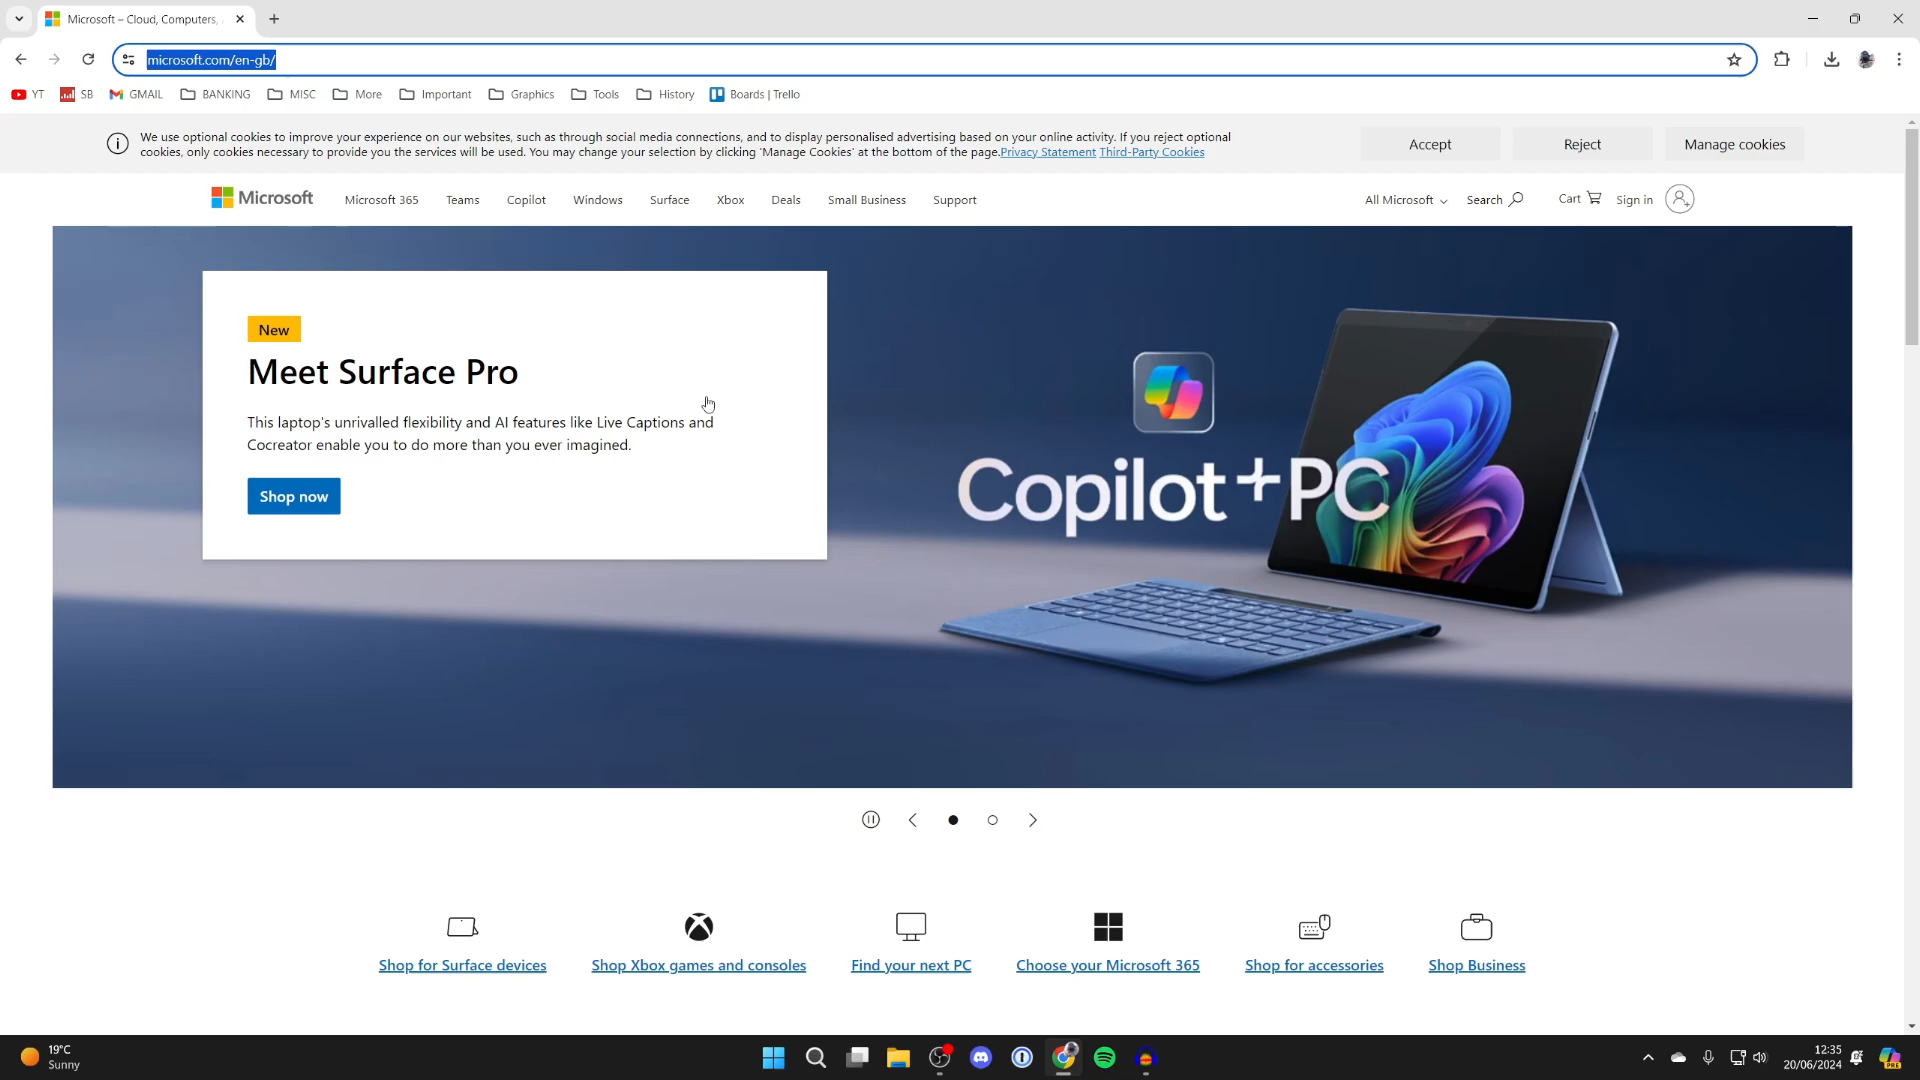 Microsoft – Cloud, Computers,
microsoft.com/en-gb/
YT
SB
GMAIL
BANKING
MISC
More
Important
Graphics
Tools
History
Boards | Trello
We use optional cookies to improve your experience on our websites, such as through social media connections, and to display personalised advertising based on your online activity. If you reject optional
cookies, only cookies necessary to provide you the services will be used. You may change your selection by clicking 'Manage Cookies' at the bottom of the page.Privacy Statement Third-Party Cookies
Accept
Reject
Manage cookies
Microsoft
Microsoft 365
Teams
Copilot
Windows
Surface
Xbox
Deals
Small Business
Support
All Microsoft
Search
Cart
Sign in
New
Meet Surface Pro
This laptop's unrivalled flexibility and AI features like Live Captions and
Cocreator enable you to do more than you ever imagined.
Shop now
Copilot+PC
Shop for Surface devices
Shop Xbox games and consoles
Find your next PC
Choose your Microsoft 365
Shop for accessories
Shop Business
19°C
Sunny
12:35
20/06/2024
PRE